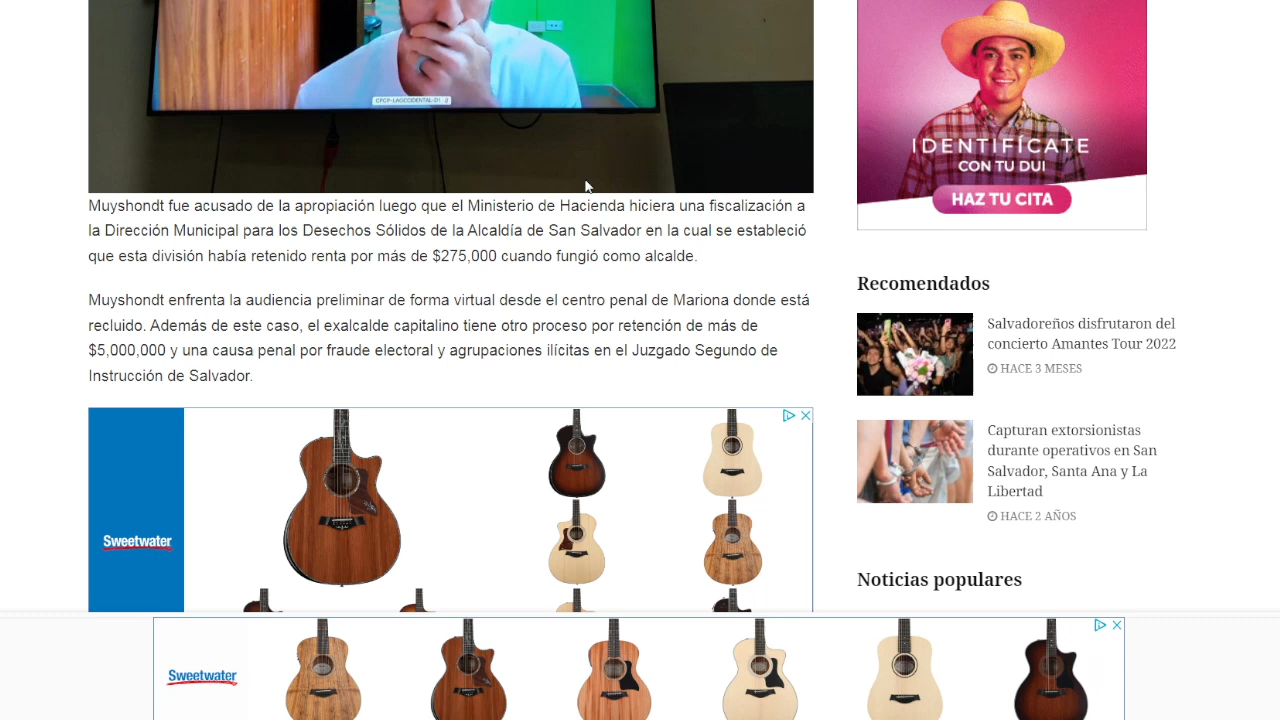 IDENTIFÍCATE
CON TU DUI
HAZ TU CITA
Muyshondt fue acusado de la apropiación luego que el Ministerio de Hacienda hiciera una fiscalización a
la Dirección Municipal para los Desechos Sólidos de la Alcaldía de San Salvador en la cual se estableció
que esta división había retenido renta por más de $275,000 cuando fungió como alcalde.
Muyshondt enfrenta la audiencia preliminar de forma virtual desde el centro penal de Mariona donde está
recluido. Además de este caso, el exalcalde capitalino tiene otro proceso por retención de más de
$5,000,000 y una causa penal por fraude electoral y agrupaciones ilícitas en el Juzgado Segundo de
Instrucción de Salvador.
Recomendados
Salvadoreños disfrutaron del
concierto Amantes Tour 2022
HACE 3 MESES
Capturan extorsionistas
durante operativos en San
Salvador, Santa Ana y La
Libertad
HACE 2 AÑOS
Noticias populares
Sweetwater
Sweetwater